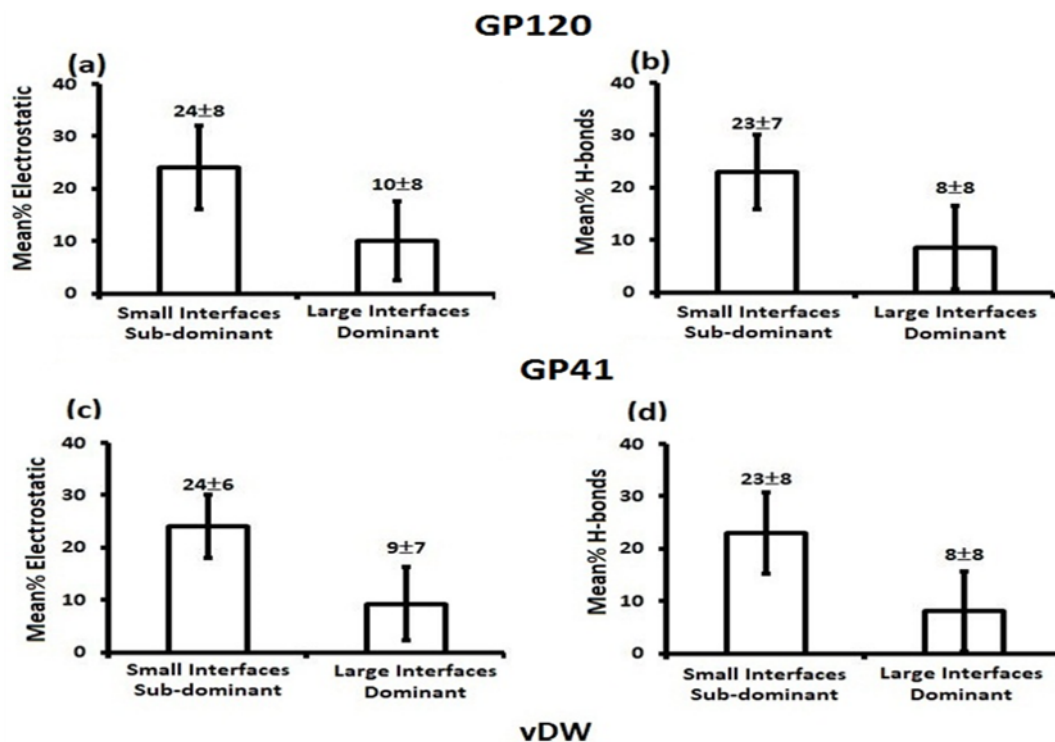 GP120
(a)
Mean% Electrostatic
40
30
20
10
0
24±8
10±8
Small Interfaces
Sub-dominant
Large Interfaces
Dominant
(b)
Mean% H-bonds
40
30
20
10
0
23±7
8±8
Small Interfaces
Sub-dominant
Large Interfaces
Dominant
GP41
(c)
Mean% Electrostatic
40
30
20
10
0
24±6
9±7
Small Interfaces
Sub-dominant
Large Interfaces
Dominant
(d)
Mean% H-bonds
40
30
20
10
0
23±8
8±8
Small Interfaces
Sub-dominant
Large Interfaces
Dominant
vDW